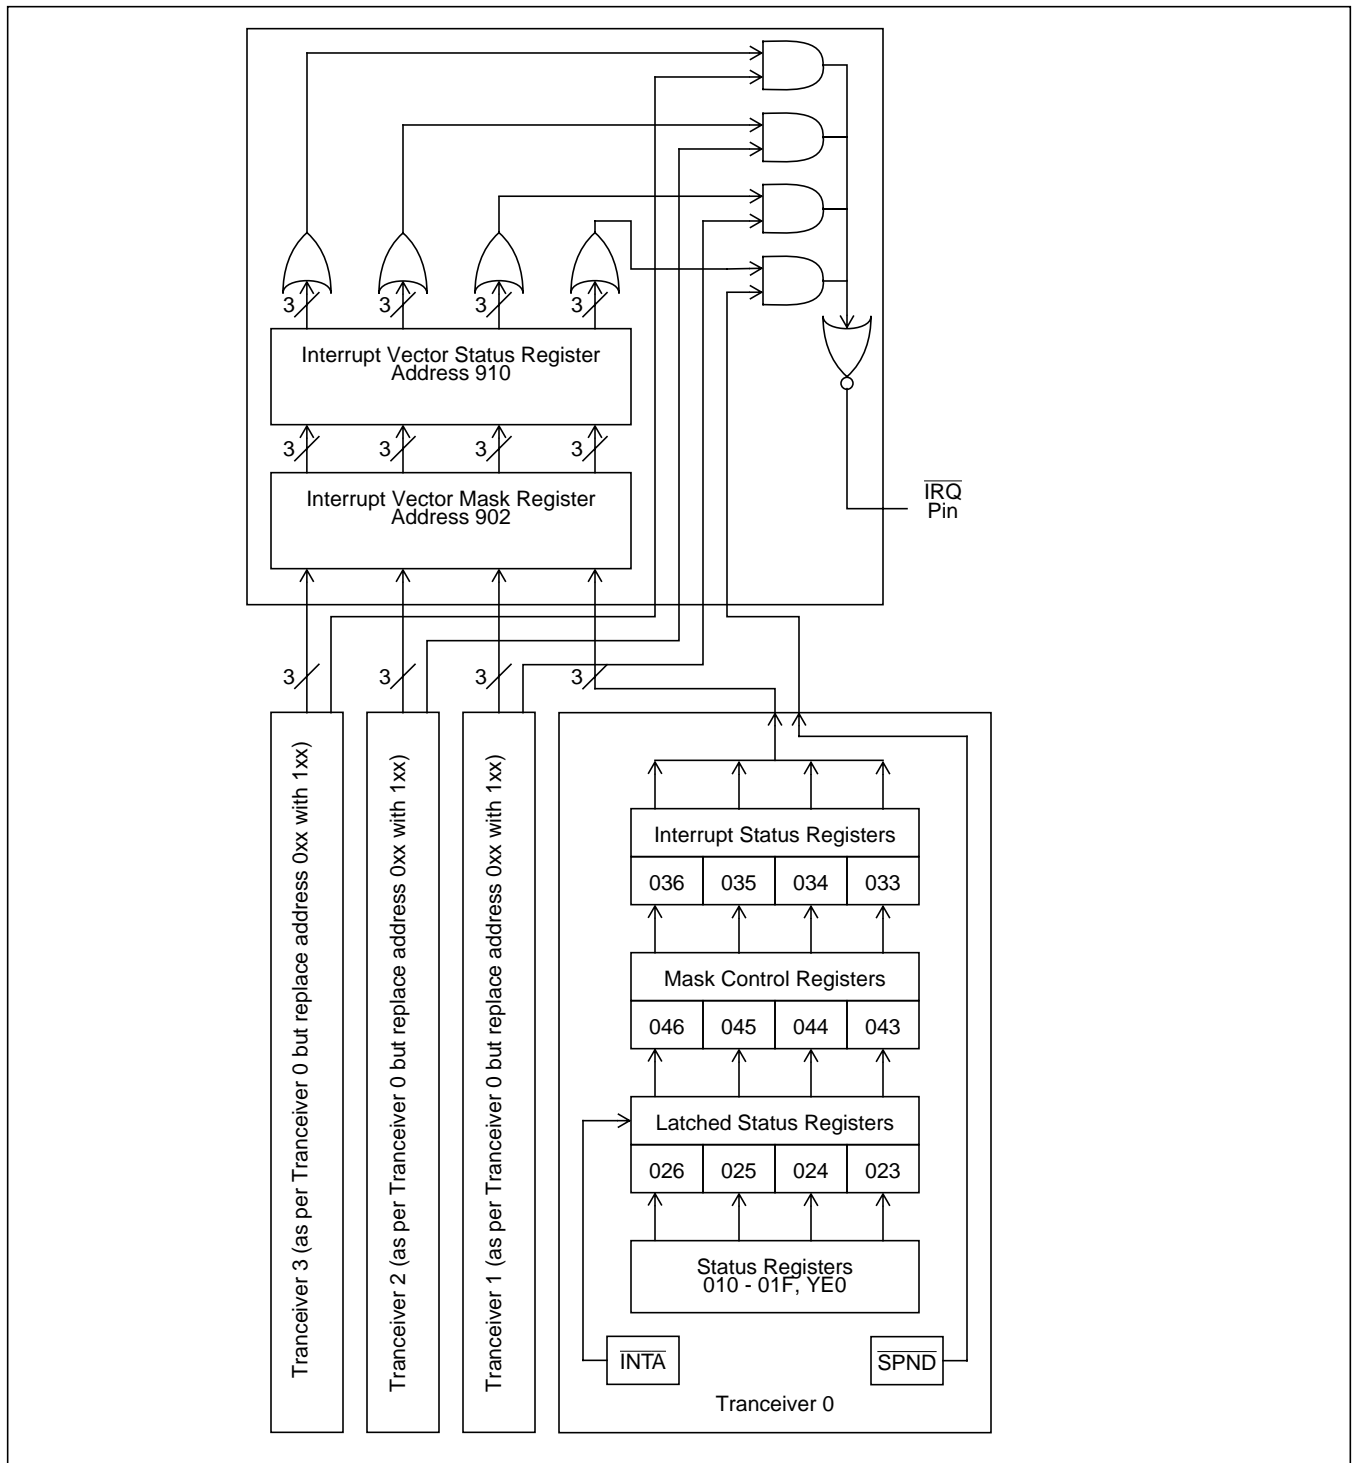 3 3 3 3
Interrupt Vector Status Register
Address 910
3 3 3 3
Interrupt Vector Mask Register
Address 902
IRQ
Pin
3 3 3 3
Tranceiver 3 (as per Tranceiver 0 but replace address 0xx with 1xx)
Tranceiver 2 (as per Tranceiver 0 but replace address 0xx with 1xx)
Tranceiver 1 (as per Tranceiver 0 but replace address 0xx with 1xx)
Interrupt Status Registers
036 035 034 033
Mask Control Registers
046 045 044 043
Latched Status Registers
026 025 024 023
Status Registers
010 - 01F, YE0
INTA
SPND
Tranceiver 0